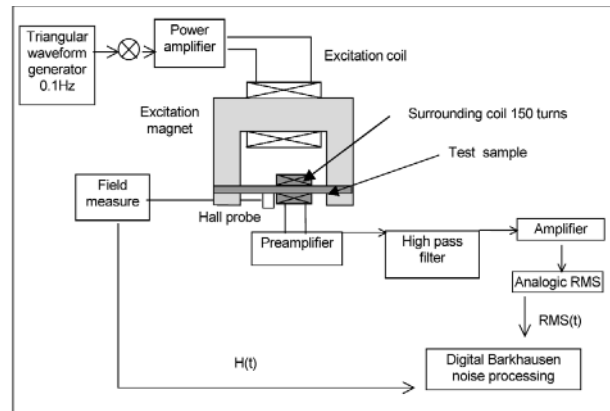 Triangular
waveform
generator
0.1Hz
Power
amplifier
Excitation coil
Excitation
magnet
Surrounding coil 150 turns
Test sample
Field
measure
Hall probe
Preamplifier
High pass
filter
Amplifier
Analogic RMS
RMS(t)
H(t)
Digital Barkhausen
noise processing